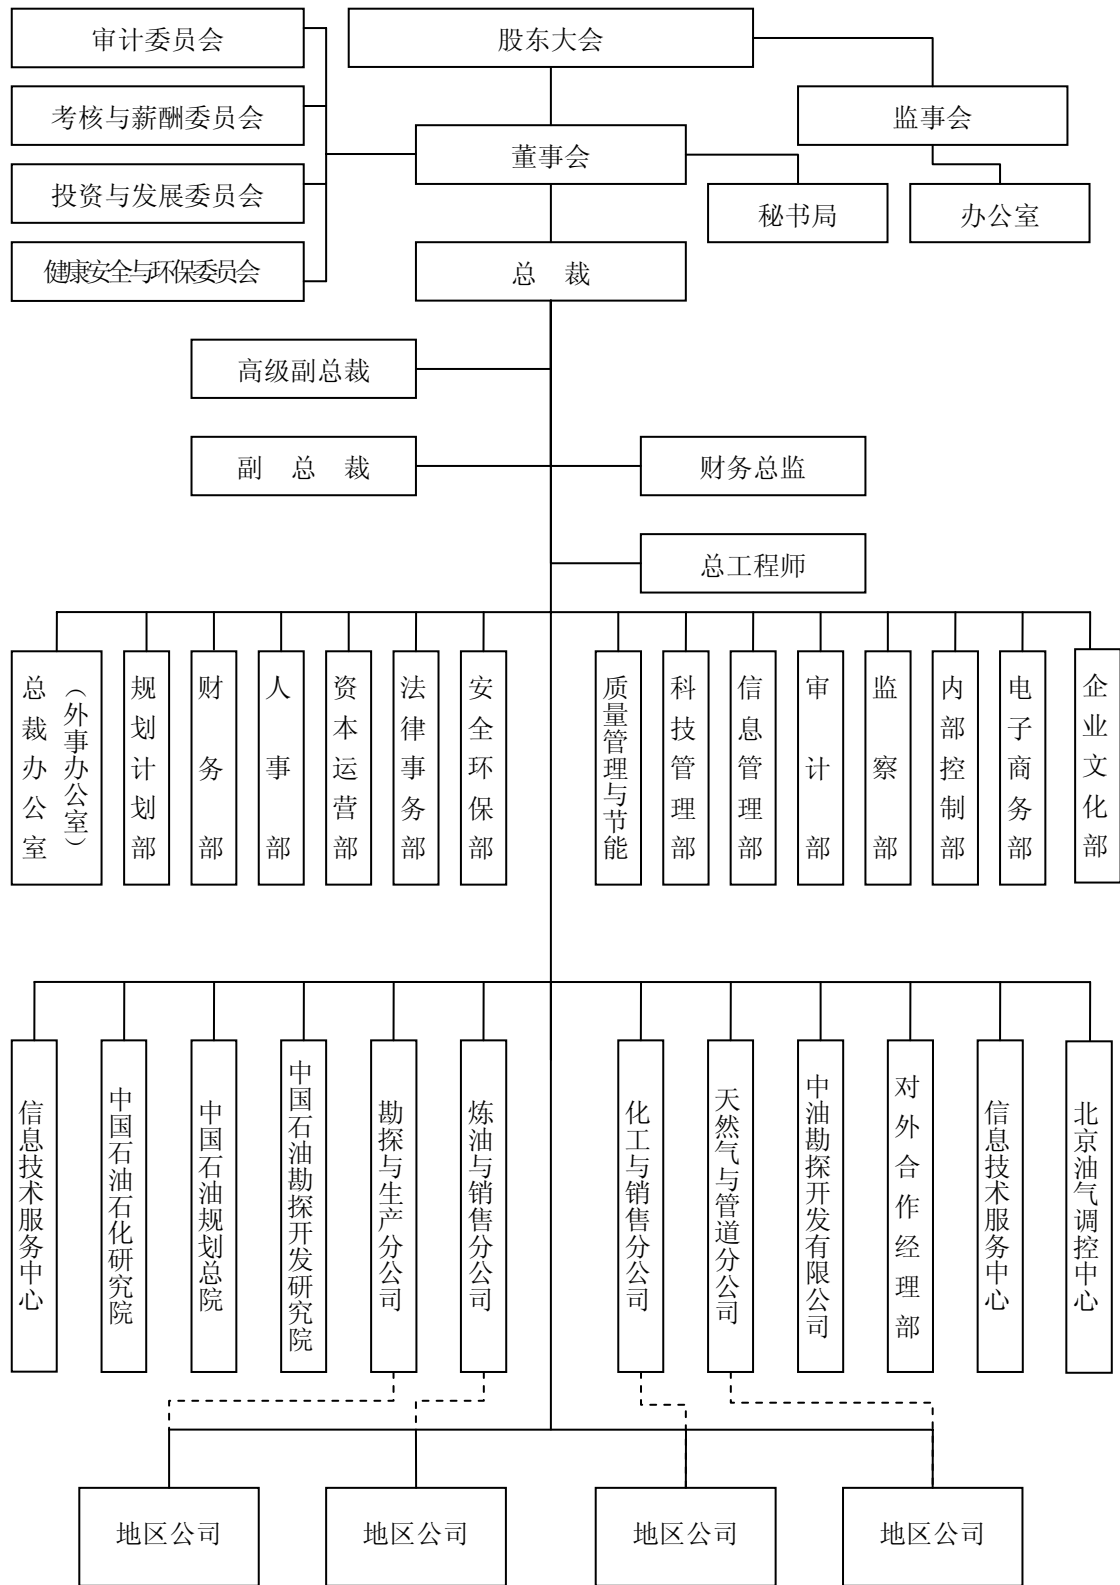 审计委员会
股东大会
考核与薪酬委员会
监事会
董事会
投资与发展委员会
秘书局
办公室
健康安全与环保委员会
总 裁
高级副总裁
副 总 裁
财务总监
总工程师
总裁办公室
（外事办公室）
规划计划部
财务部
人事部
资本运营部
法律事务部
安全环保部
质量管理与节能
科技管理部
信息管理部
审计部
监察部
内部控制部
电子商务部
企业文化部
信息技术服务中心
中国石油石化研究院
中国石油规划总院
中国石油勘探开发研究院
勘探与生产分公司
炼油与销售分公司
化工与销售分公司
天然气与管道分公司
中油勘探开发有限公司
对外合作经理部
信息技术服务中心
北京油气调控中心
地区公司
地区公司
地区公司
地区公司